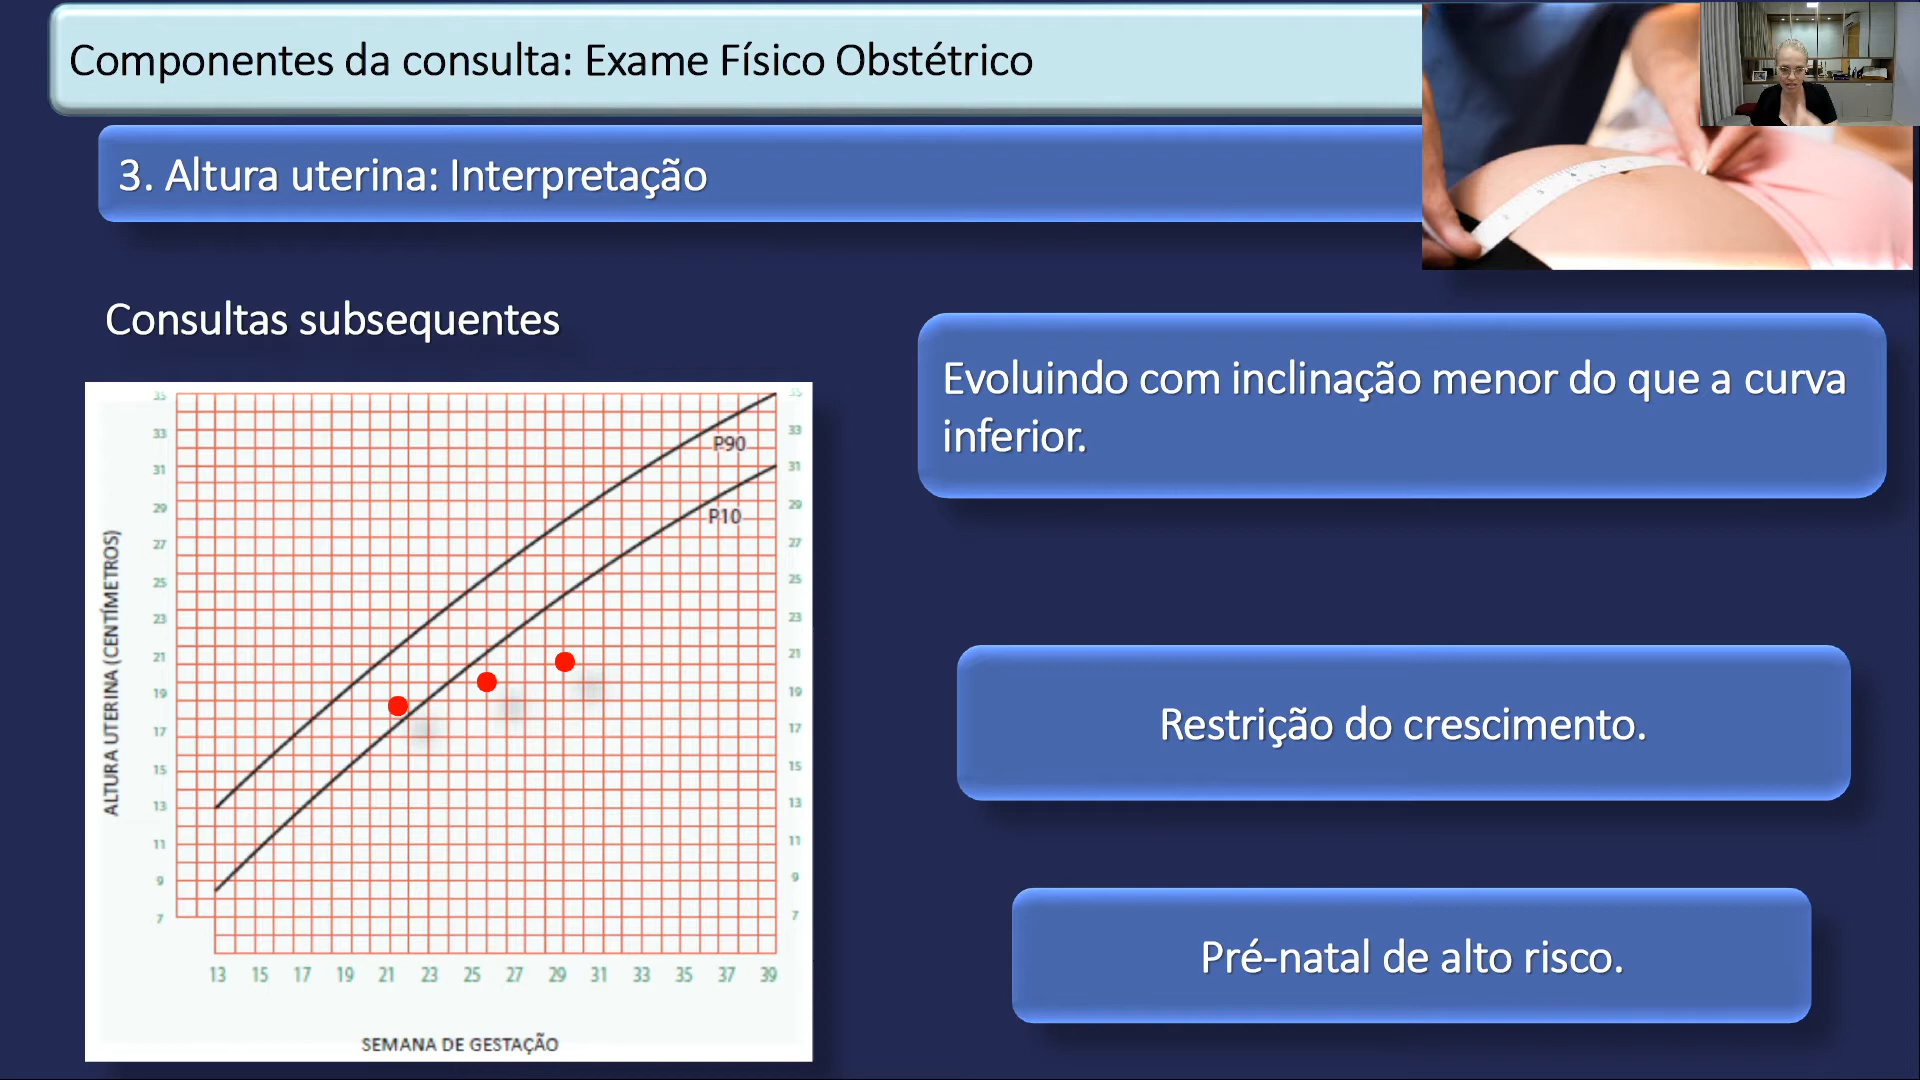 Componentes da consulta: Exame Físico Obstétrico
3. Altura uterina: Interpretação
Consultas subsequentes
Evoluindo com inclinação menor do que a curva
inferior.
Restrição do crescimento.
Pré-natal de alto risco.
ALTURA UTERINA (CENTÍMETROS)
35
33
31
29
27
25
23
21
19
17
15
13
11
9
7
P90
P10
35
33
31
29
27
25
23
21
19
17
15
13
11
9
7
13 15 17 19 21 23 25 27 29 31 33 35 37 39
SEMANA DE GESTAÇÃO